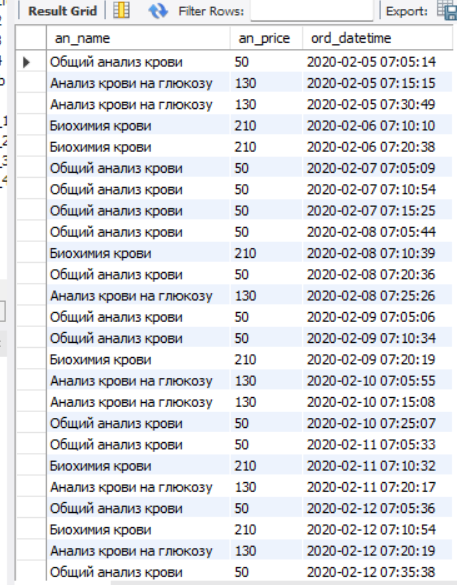 Result Grid Filter Rows: Export:
an_name an_price ord_datetime
Общий анализ крови 50 2020-02-05 07:05:14
Анализ крови на глюкозу 130 2020-02-05 07:15:15
Анализ крови на глюкозу 130 2020-02-05 07:30:49
Биохимия крови 210 2020-02-06 07:10:10
Биохимия крови 210 2020-02-06 07:20:38
Общий анализ крови 50 2020-02-07 07:05:09
Общий анализ крови 50 2020-02-07 07:10:54
Общий анализ крови 50 2020-02-07 07:15:25
Общий анализ крови 50 2020-02-08 07:05:44
Биохимия крови 210 2020-02-08 07:10:39
Общий анализ крови 50 2020-02-08 07:20:36
Анализ крови на глюкозу 130 2020-02-08 07:25:26
Общий анализ крови 50 2020-02-09 07:05:06
Общий анализ крови 50 2020-02-09 07:10:34
Биохимия крови 210 2020-02-09 07:20:19
Анализ крови на глюкозу 130 2020-02-10 07:05:55
Анализ крови на глюкозу 130 2020-02-10 07:15:08
Общий анализ крови 50 2020-02-10 07:25:07
Общий анализ крови 50 2020-02-11 07:05:33
Биохимия крови 210 2020-02-11 07:10:32
Анализ крови на глюкозу 130 2020-02-11 07:20:17
Общий анализ крови 50 2020-02-12 07:05:36
Биохимия крови 210 2020-02-12 07:10:54
Анализ крови на глюкозу 130 2020-02-12 07:20:19
Общий анализ крови 50 2020-02-12 07:35:38